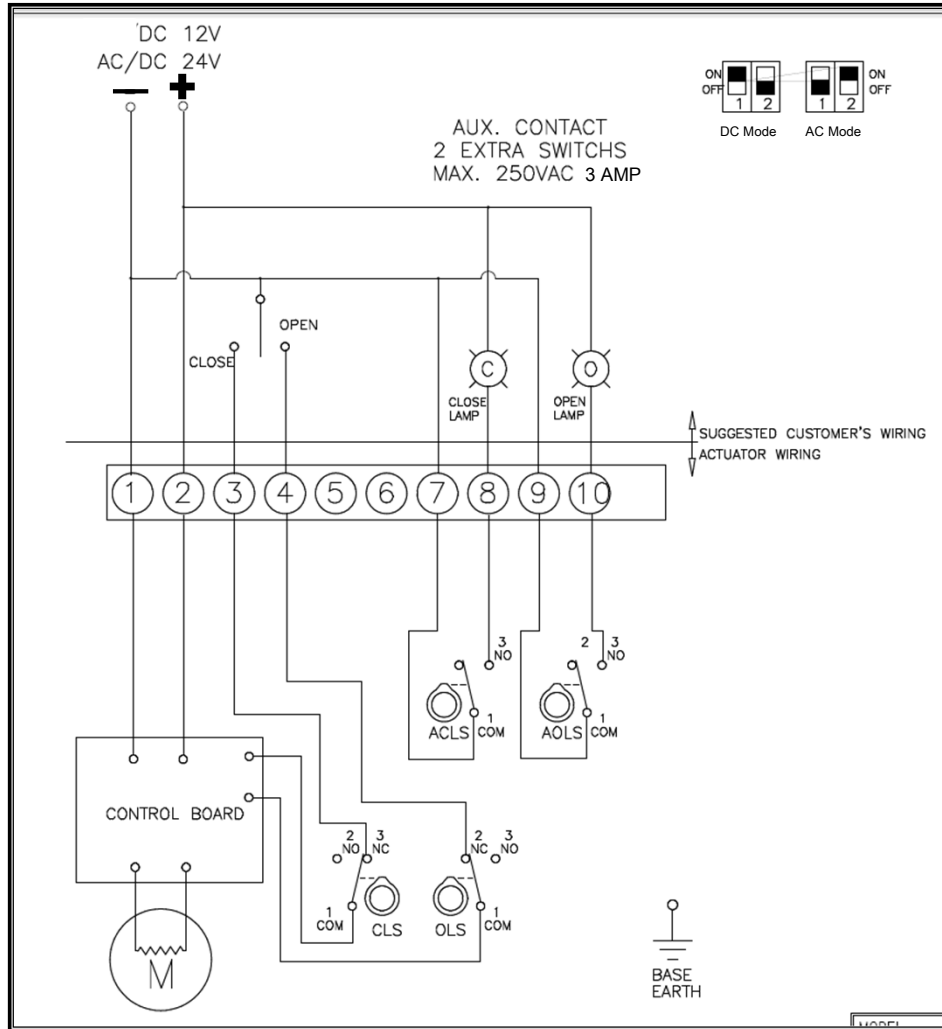 DC 12V
AC/DC 24V
− +
ON
OFF
1 2
1 2
ON
OFF
DC Mode
AC Mode
AUX. CONTACT
2 EXTRA SWITCHS
MAX. 250VAC 3 AMP
OPEN
CLOSE
C
O
CLOSE
LAMP
OPEN
LAMP
SUGGESTED CUSTOMER'S WIRING
ACTUATOR WIRING
1 2 3 4 5 6 7 8 9 10
3
NO
2
3
NO
ACLS
1
COM
AOLS
1
COM
CONTROL BOARD
2
NO
3
NC
2
NC
3
NO
1
COM
CLS
OLS
1
COM
M
BASE
EARTH